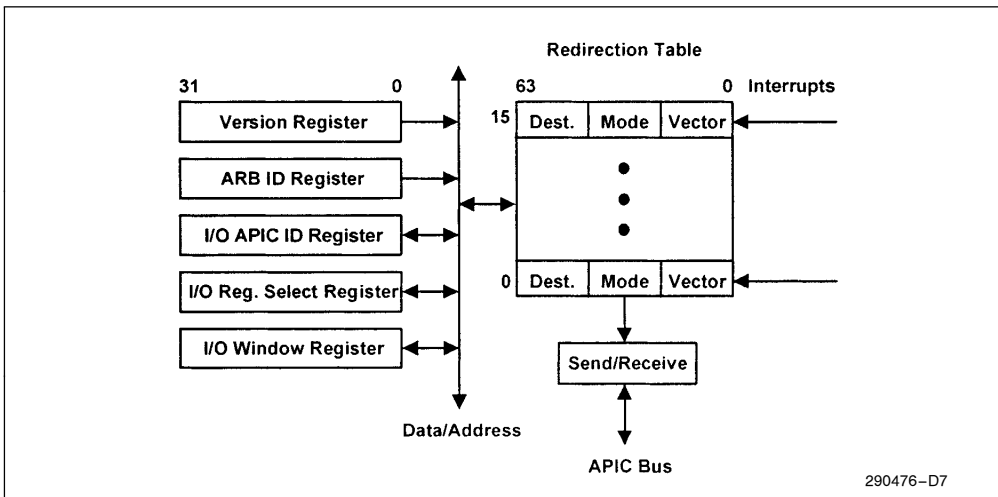 Redirection Table
31 0
63 0 Interrupts
Version Register
15 Dest. Mode Vector
ARB ID Register
I/O APIC ID Register
I/O Reg. Select Register
0 Dest. Mode Vector
I/O Window Register
Send/Receive
Data/Address
APIC Bus
290476–D7